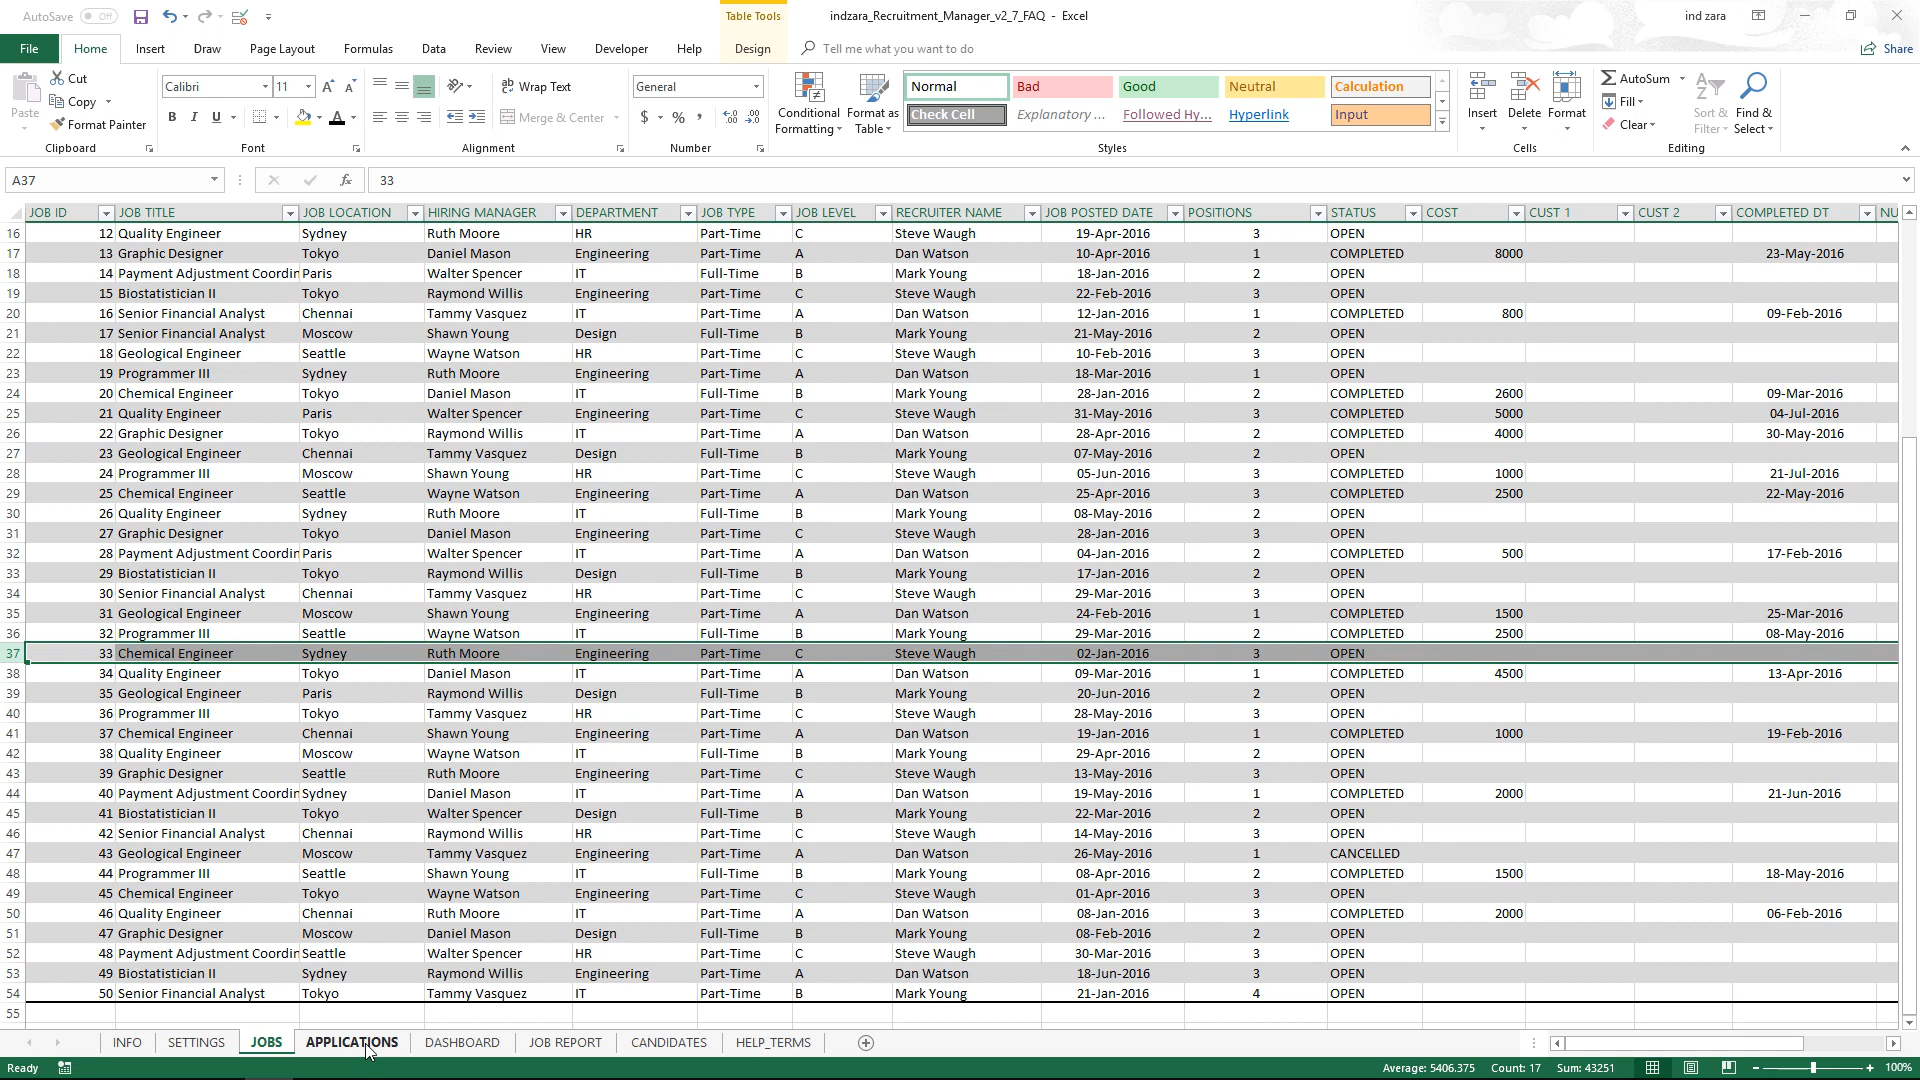 AutoSave Off
Table Tools
indzara_Recruitment_Manager_v2_7_FAQ - Excel
ind zara
File Home Insert Draw Page Layout Formulas Data Review View Developer Help Design Tell me what you want to do Share
Paste
Cut
Copy
Format Painter
Clipboard
Calibri 11
B I U
Font
Wrap Text
Merge & Center
Alignment
General
$ % ,
Number
Conditional Formatting
Format as Table
Normal Bad Good Neutral Calculation
Check Cell Explanatory ... Followed Hy... Hyperlink Input
Styles
Insert Delete Format
Cells
AutoSum
Fill
Clear
Sort & Filter
Find & Select
Editing
A37 fx 33
JOB ID JOB TITLE JOB LOCATION HIRING MANAGER DEPARTMENT JOB TYPE JOB LEVEL RECRUITER NAME JOB POSTED DATE POSITIONS STATUS COST CUST 1 CUST 2 COMPLETED DT NU
16 12 Quality Engineer Sydney Ruth Moore HR Part-Time C Steve Waugh 19-Apr-2016 3 OPEN
17 13 Graphic Designer Tokyo Daniel Mason Engineering Part-Time A Dan Watson 10-Apr-2016 1 COMPLETED 8000 23-May-2016
18 14 Payment Adjustment Coordin Paris Walter Spencer IT Full-Time B Mark Young 18-Jan-2016 2 OPEN
19 15 Biostatistician II Tokyo Raymond Willis Engineering Part-Time C Steve Waugh 22-Feb-2016 3 OPEN
20 16 Senior Financial Analyst Chennai Tammy Vasquez IT Part-Time A Dan Watson 12-Jan-2016 1 COMPLETED 800 09-Feb-2016
21 17 Senior Financial Analyst Moscow Shawn Young Design Full-Time B Mark Young 21-May-2016 2 OPEN
22 18 Geological Engineer Seattle Wayne Watson HR Part-Time C Steve Waugh 10-Feb-2016 3 OPEN
23 19 Programmer III Sydney Ruth Moore Engineering Part-Time A Dan Watson 18-Mar-2016 1 OPEN
24 20 Chemical Engineer Tokyo Daniel Mason IT Full-Time B Mark Young 28-Jan-2016 2 COMPLETED 2600 09-Mar-2016
25 21 Quality Engineer Paris Walter Spencer Engineering Part-Time C Steve Waugh 31-May-2016 3 COMPLETED 5000 04-Jul-2016
26 22 Graphic Designer Tokyo Raymond Willis IT Part-Time A Dan Watson 28-Apr-2016 2 COMPLETED 4000 30-May-2016
27 23 Geological Engineer Chennai Tammy Vasquez Design Full-Time B Mark Young 07-May-2016 2 OPEN
28 24 Programmer III Moscow Shawn Young HR Part-Time C Steve Waugh 05-Jun-2016 3 COMPLETED 1000 21-Jul-2016
29 25 Chemical Engineer Seattle Wayne Watson Engineering Part-Time A Dan Watson 25-Apr-2016 3 COMPLETED 2500 22-May-2016
30 26 Quality Engineer Sydney Ruth Moore IT Full-Time B Mark Young 08-May-2016 2 OPEN
31 27 Graphic Designer Tokyo Daniel Mason Engineering Part-Time C Steve Waugh 28-Jan-2016 3 OPEN
32 28 Payment Adjustment Coordin Paris Walter Spencer IT Part-Time A Dan Watson 04-Jan-2016 2 COMPLETED 500 17-Feb-2016
33 29 Biostatistician II Tokyo Raymond Willis Design Full-Time B Mark Young 17-Jan-2016 2 OPEN
34 30 Senior Financial Analyst Chennai Tammy Vasquez HR Part-Time C Steve Waugh 29-Mar-2016 3 OPEN
35 31 Geological Engineer Moscow Shawn Young Engineering Part-Time A Dan Watson 24-Feb-2016 1 COMPLETED 1500 25-Mar-2016
36 32 Programmer III Seattle Wayne Watson IT Full-Time B Mark Young 29-Mar-2016 2 COMPLETED 2500 08-May-2016
37 33 Chemical Engineer Sydney Ruth Moore Engineering Part-Time C Steve Waugh 02-Jan-2016 3 OPEN
38 34 Quality Engineer Tokyo Daniel Mason IT Part-Time A Dan Watson 09-Mar-2016 1 COMPLETED 4500 13-Apr-2016
39 35 Geological Engineer Paris Raymond Willis Design Full-Time B Mark Young 20-Jun-2016 2 OPEN
40 36 Programmer III Tokyo Tammy Vasquez HR Part-Time C Steve Waugh 28-May-2016 3 OPEN
41 37 Chemical Engineer Chennai Shawn Young Engineering Part-Time A Dan Watson 19-Jan-2016 1 COMPLETED 1000 19-Feb-2016
42 38 Quality Engineer Moscow Wayne Watson IT Full-Time B Mark Young 29-Apr-2016 2 OPEN
43 39 Graphic Designer Seattle Ruth Moore Engineering Part-Time C Steve Waugh 13-May-2016 3 OPEN
44 40 Payment Adjustment Coordin Sydney Daniel Mason IT Part-Time A Dan Watson 19-May-2016 1 COMPLETED 2000 21-Jun-2016
45 41 Biostatistician II Tokyo Walter Spencer Design Full-Time B Mark Young 22-Mar-2016 2 OPEN
46 42 Senior Financial Analyst Chennai Raymond Willis HR Part-Time C Steve Waugh 14-May-2016 3 OPEN
47 43 Geological Engineer Moscow Tammy Vasquez Engineering Part-Time A Dan Watson 26-May-2016 1 CANCELLED
48 44 Programmer III Seattle Shawn Young IT Full-Time B Mark Young 08-Apr-2016 2 COMPLETED 1500 18-May-2016
49 45 Chemical Engineer Tokyo Wayne Watson Engineering Part-Time C Steve Waugh 01-Apr-2016 3 OPEN
50 46 Quality Engineer Chennai Ruth Moore IT Part-Time A Dan Watson 08-Jan-2016 3 COMPLETED 2000 06-Feb-2016
51 47 Graphic Designer Moscow Daniel Mason Design Full-Time B Mark Young 08-Feb-2016 2 OPEN
52 48 Payment Adjustment Coordin Seattle Walter Spencer HR Part-Time C Steve Waugh 30-Mar-2016 3 OPEN
53 49 Biostatistician II Sydney Raymond Willis Engineering Part-Time A Dan Watson 18-Jun-2016 3 OPEN
54 50 Senior Financial Analyst Tokyo Tammy Vasquez IT Part-Time B Mark Young 21-Jan-2016 4 OPEN
55
INFO SETTINGS JOBS APPLICATIONS DASHBOARD JOB REPORT CANDIDATES HELP_TERMS
Ready Average: 5406.375 Count: 17 Sum: 43251 100%